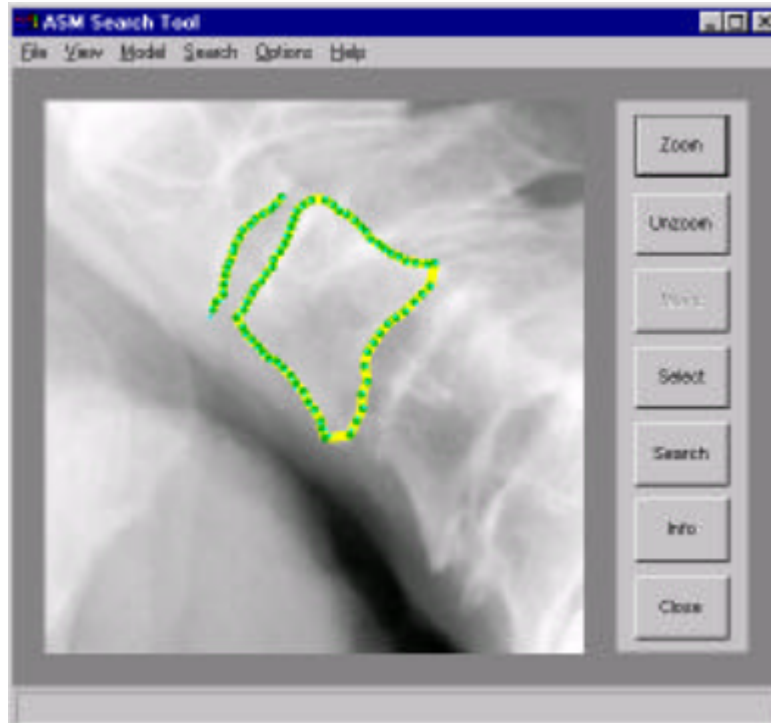 ASM Search Tool
File View Model Search Options Help
Zoom
Unzoom
Select
Search
Info
Close